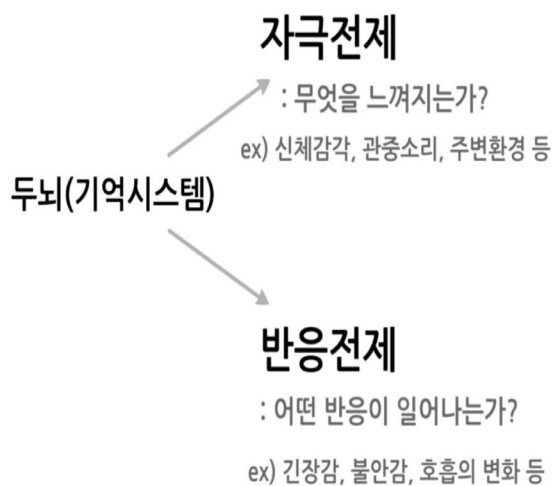 자극전제
: 무엇을 느껴지는가?
ex) 신체감각, 관중소리, 주변환경 등
두뇌(기억시스템)
반응전제
: 어떤 반응이 일어나는가?
ex) 긴장감, 불안감, 호흡의 변화 등